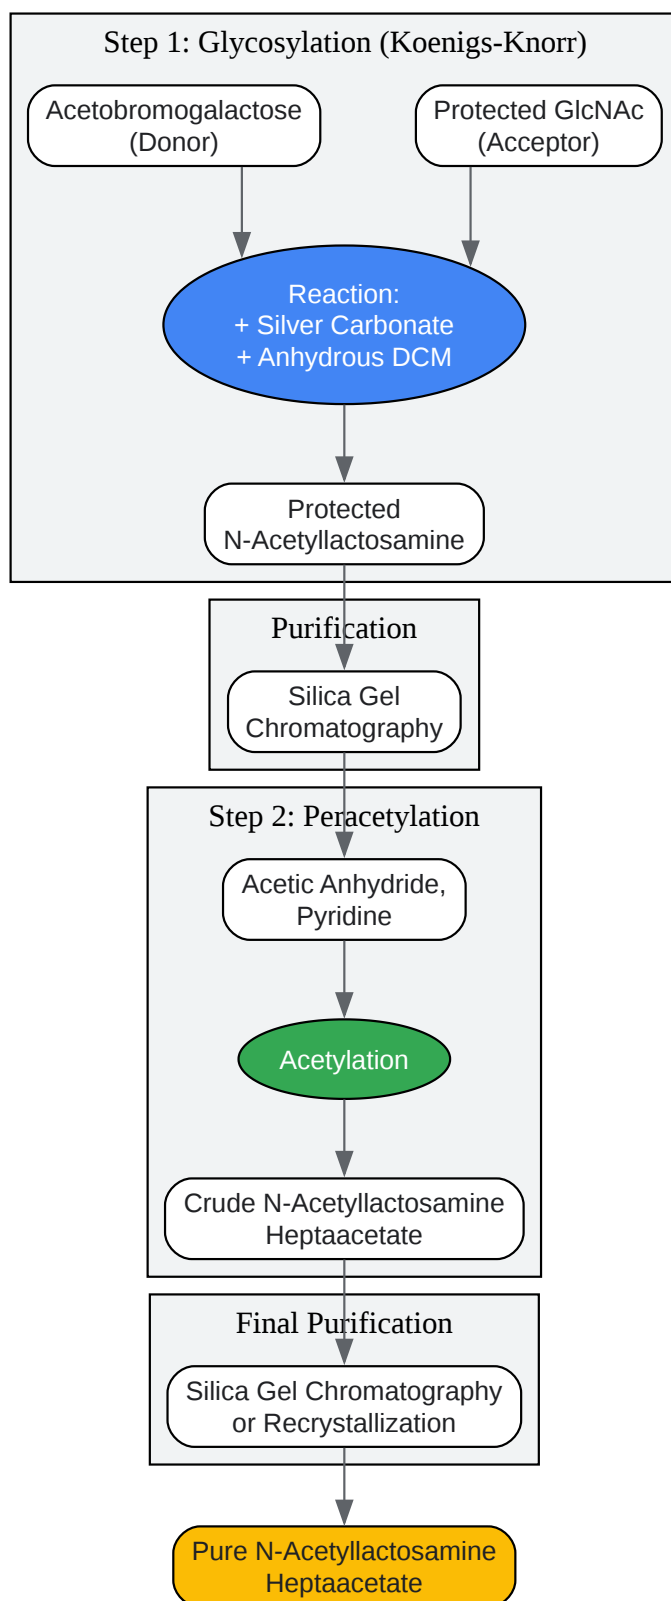 Step 1: Glycosylation (Koenigs-Knorr)
Acetobromogalactose
(Donor)
Protected GlcNAc
(Acceptor)
Reaction:
+ Silver Carbonate
+ Anhydrous DCM
Protected
N-Acetyllactosamine
Purification
Silica Gel
Chromatography
Step 2: Peracetylation
Acetic Anhydride,
Pyridine
Acetylation
Crude N-Acetyllactosamine
Heptaacetate
Final Purification
Silica Gel Chromatography
or Recrystallization
Pure N-Acetyllactosamine
Heptaacetate